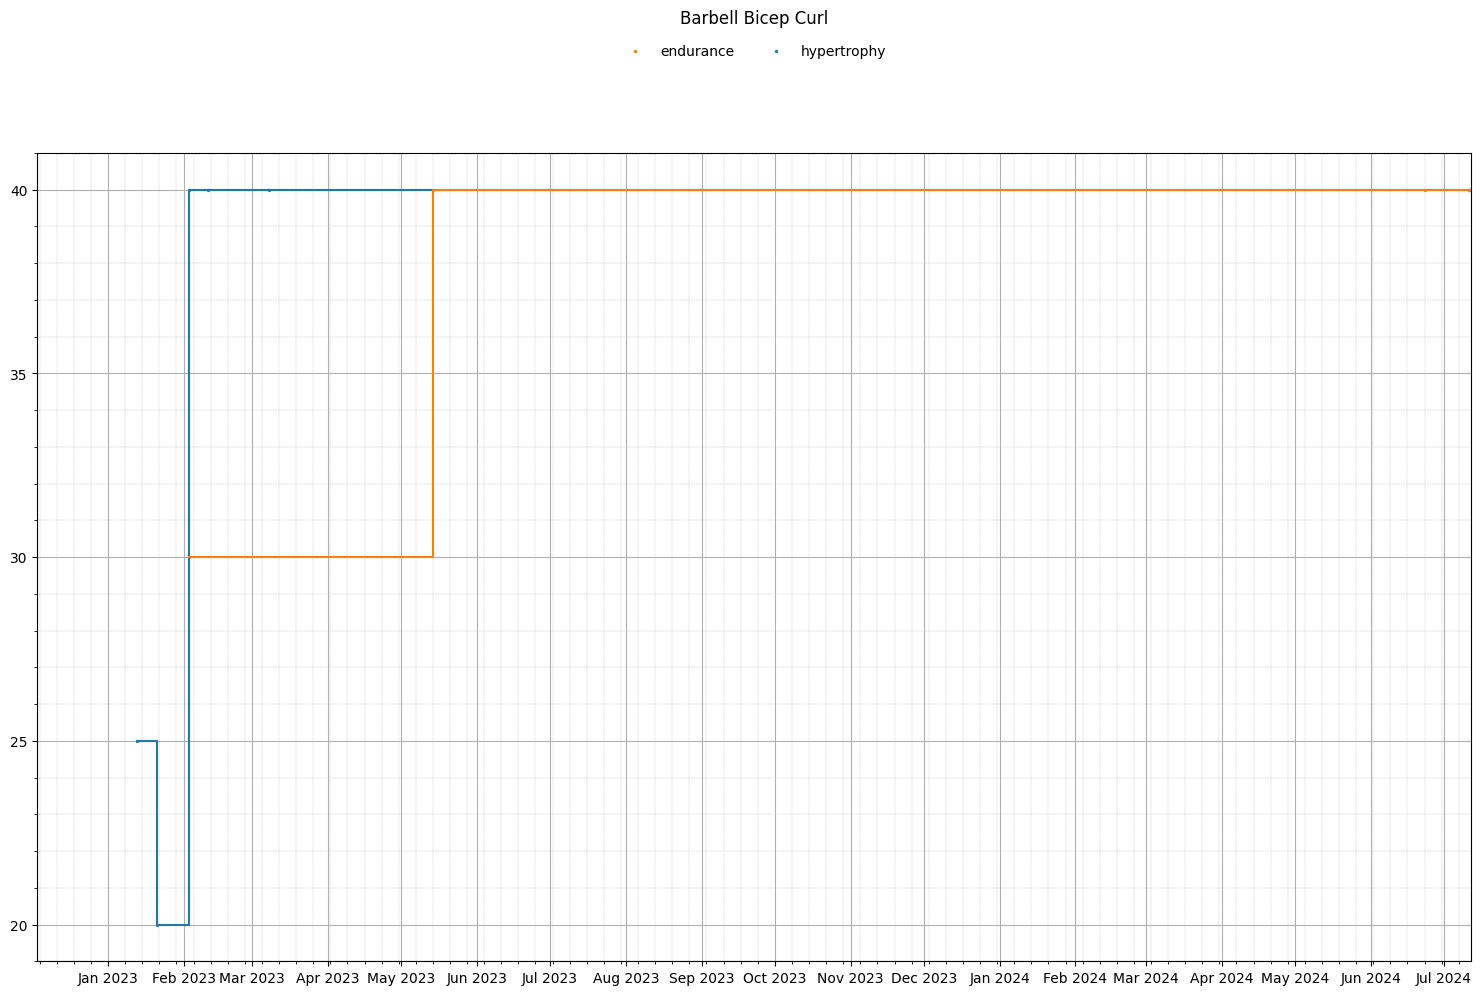 Barbell Bicep Curl
endurance hypertrophy
40
35
30
25
20
Jan 2023 Feb 2023 Mar 2023 Apr 2023 May 2023 Jun 2023 Jul 2023 Aug 2023 Sep 2023 Oct 2023 Nov 2023 Dec 2023 Jan 2024 Feb 2024 Mar 2024 Apr 2024 May 2024 Jun 2024 Jul 2024